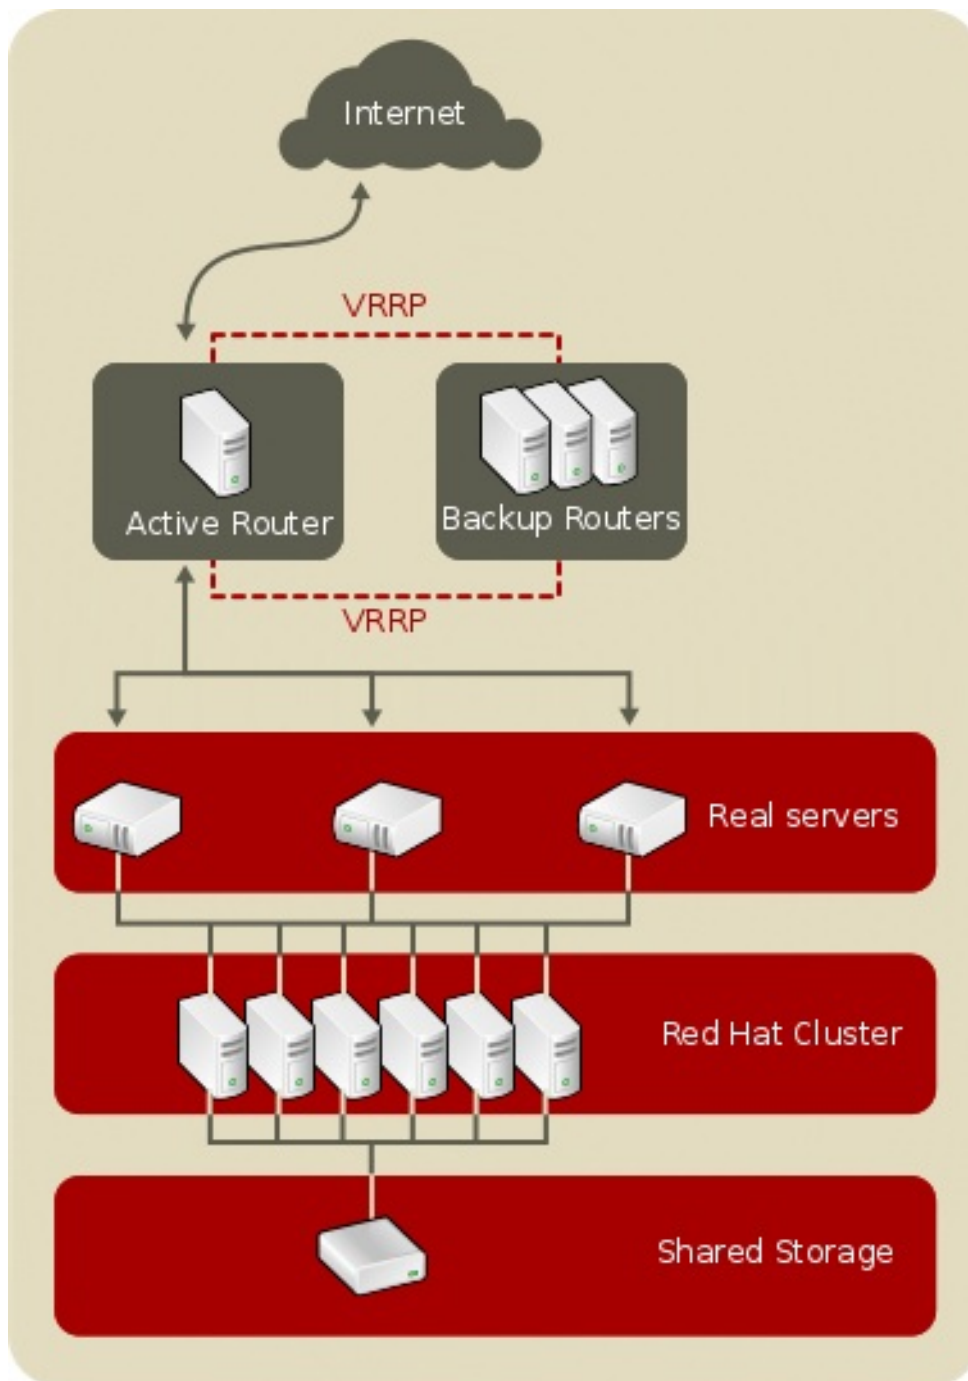 Internet
VRRP
Active Router
Backup Routers
VRRP
Real servers
Red Hat Cluster
Shared Storage